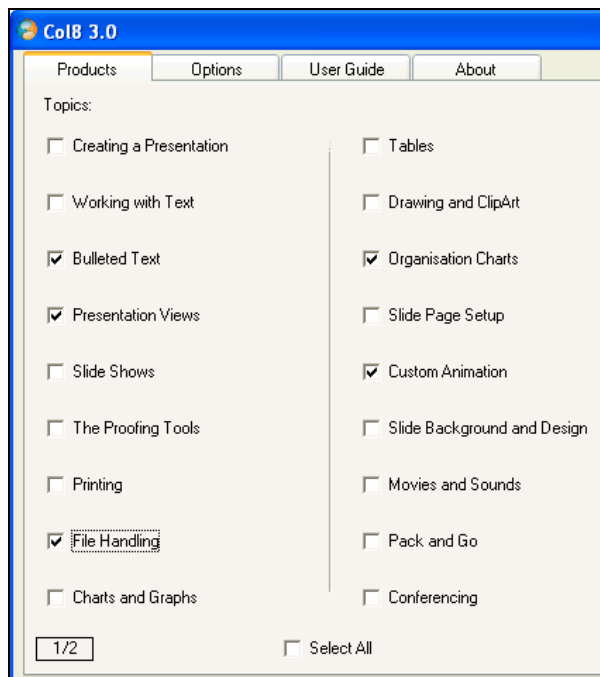 Col8 3.0
Products Options User Guide About
Topics:
Creating a Presentation
Working with Text
Bulleted Text
Presentation Views
Slide Shows
The Proofing Tools
Printing
File Handling
Charts and Graphs
Tables
Drawing and ClipArt
Organisation Charts
Slide Page Setup
Custom Animation
Slide Background and Design
Movies and Sounds
Pack and Go
Conferencing
1/2
Select All